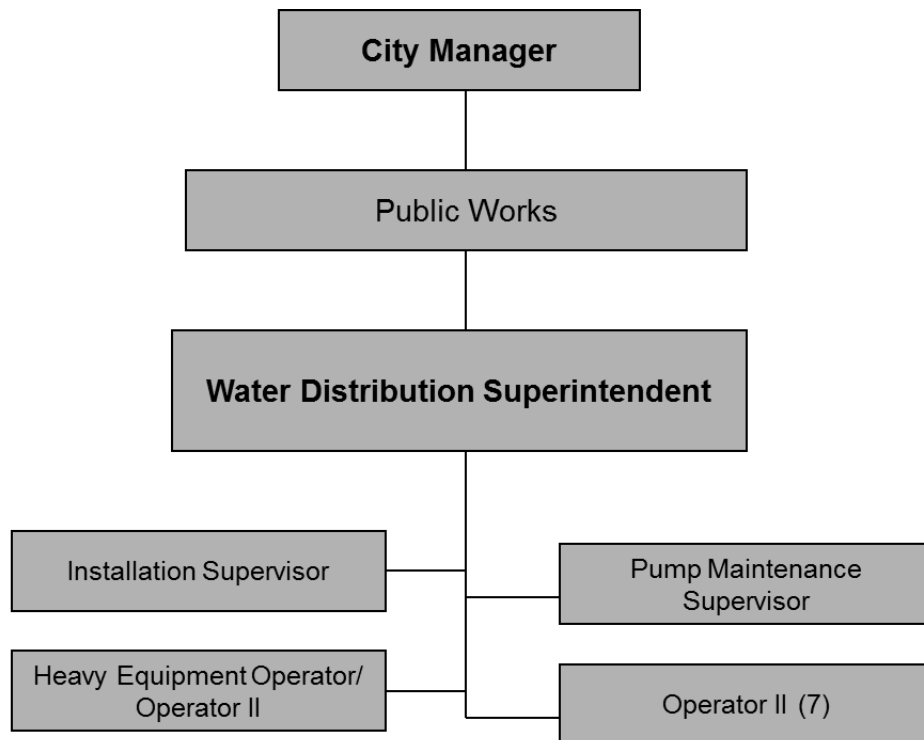 City Manager
Public Works
Water Distribution Superintendent
Installation Supervisor
Pump Maintenance
Supervisor
Heavy Equipment Operator/
Operator II
Operator II (7)